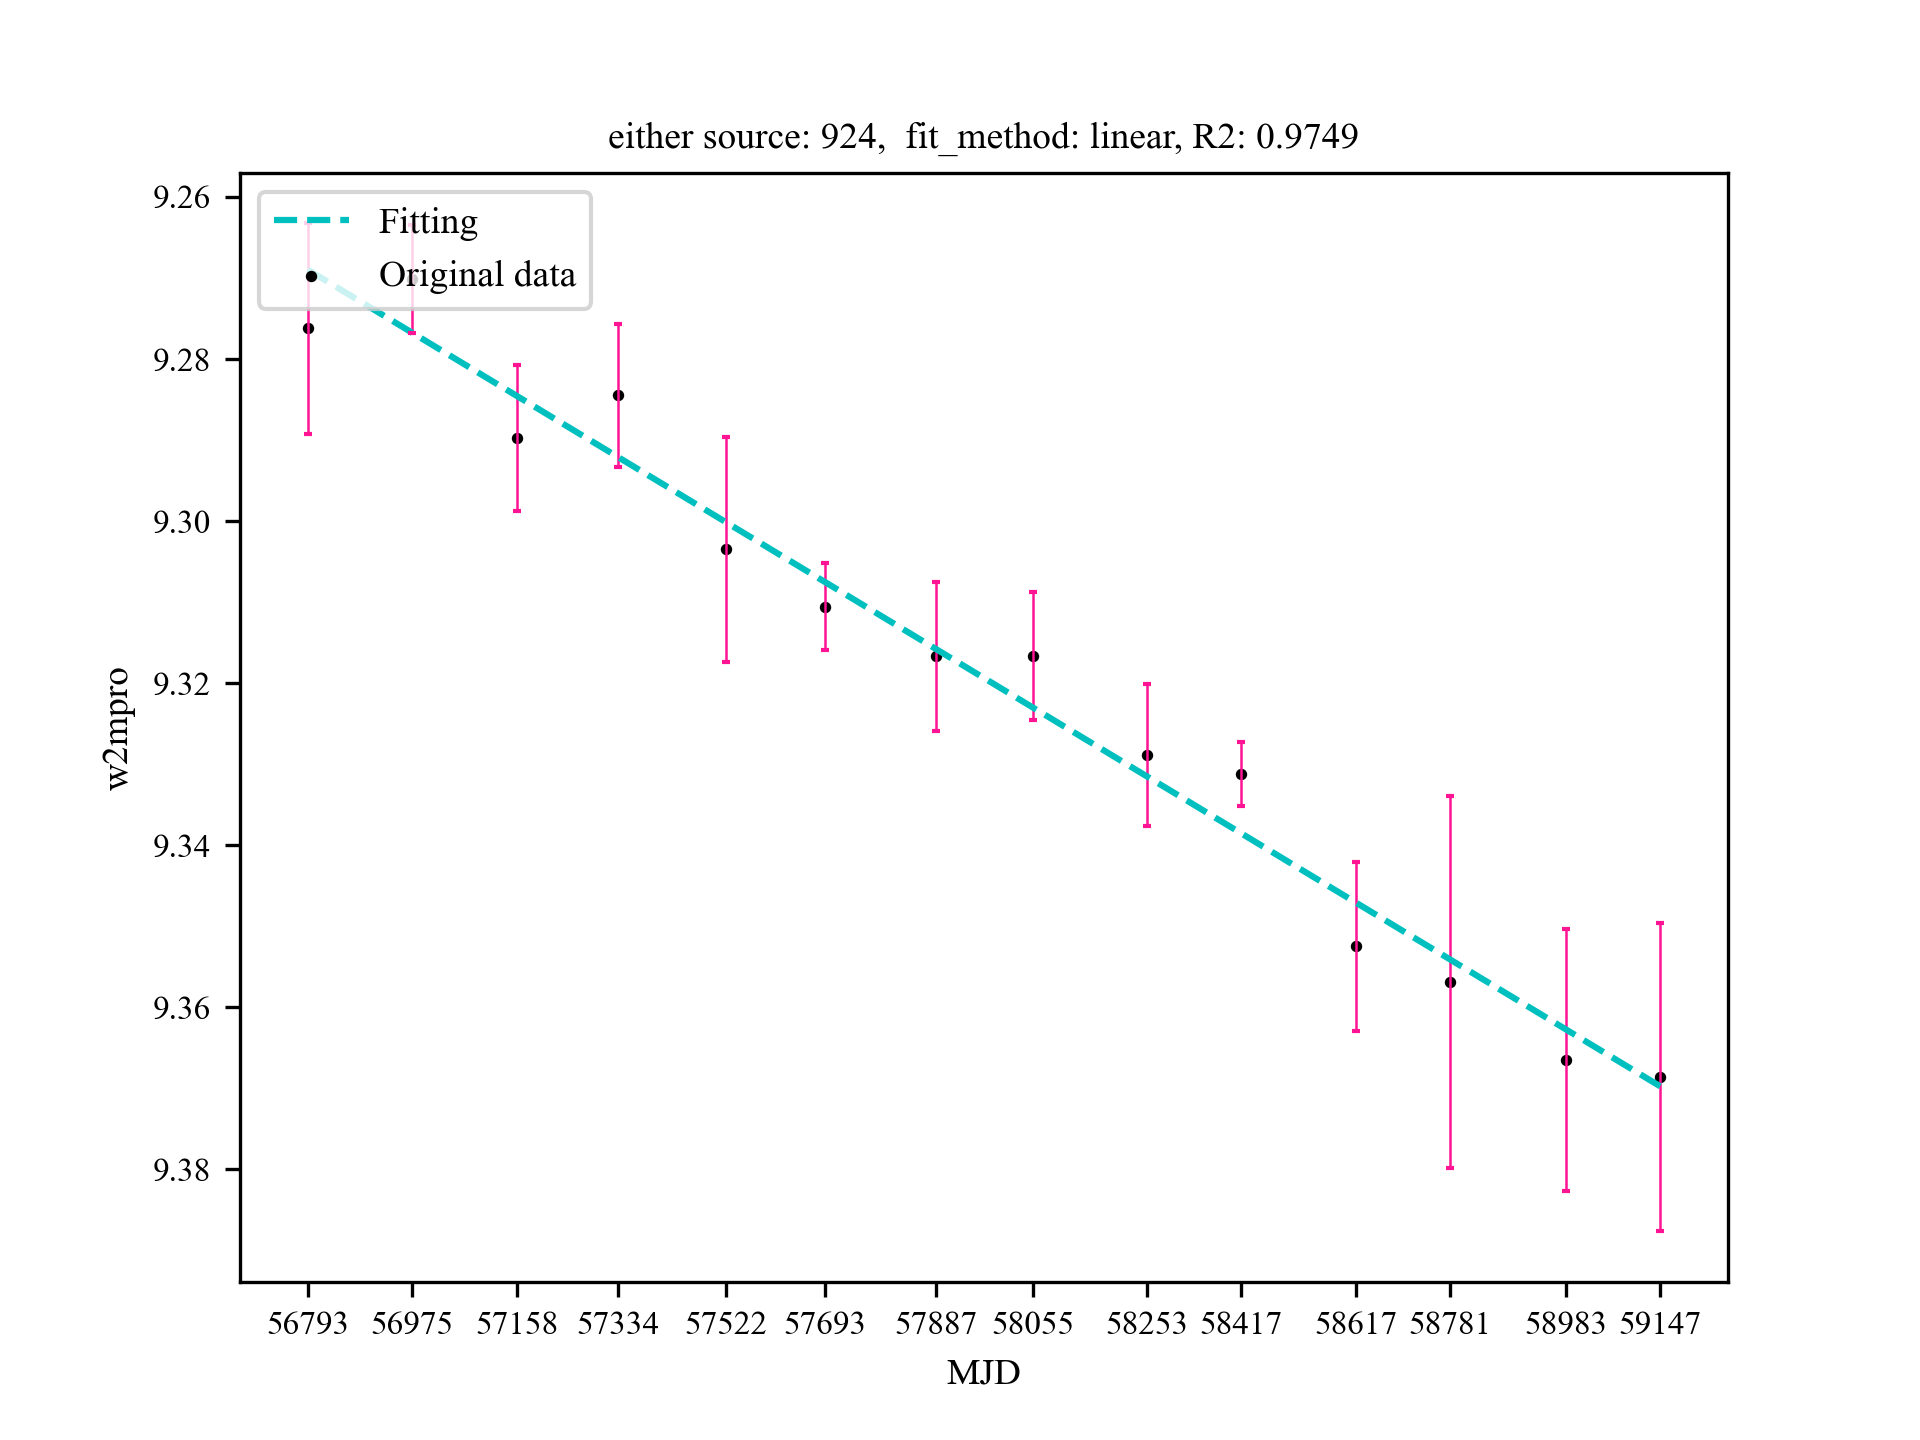 either source: 924,  fit_method: linear, R2: 0.9749
Fitting
Original data
9.26
9.28
9.30
9.32
9.34
9.36
9.38
w2mpro
56793 56975 57158 57334 57522 57693 57887 58055 58253 58417 58617 58781 58983 59147
MJD